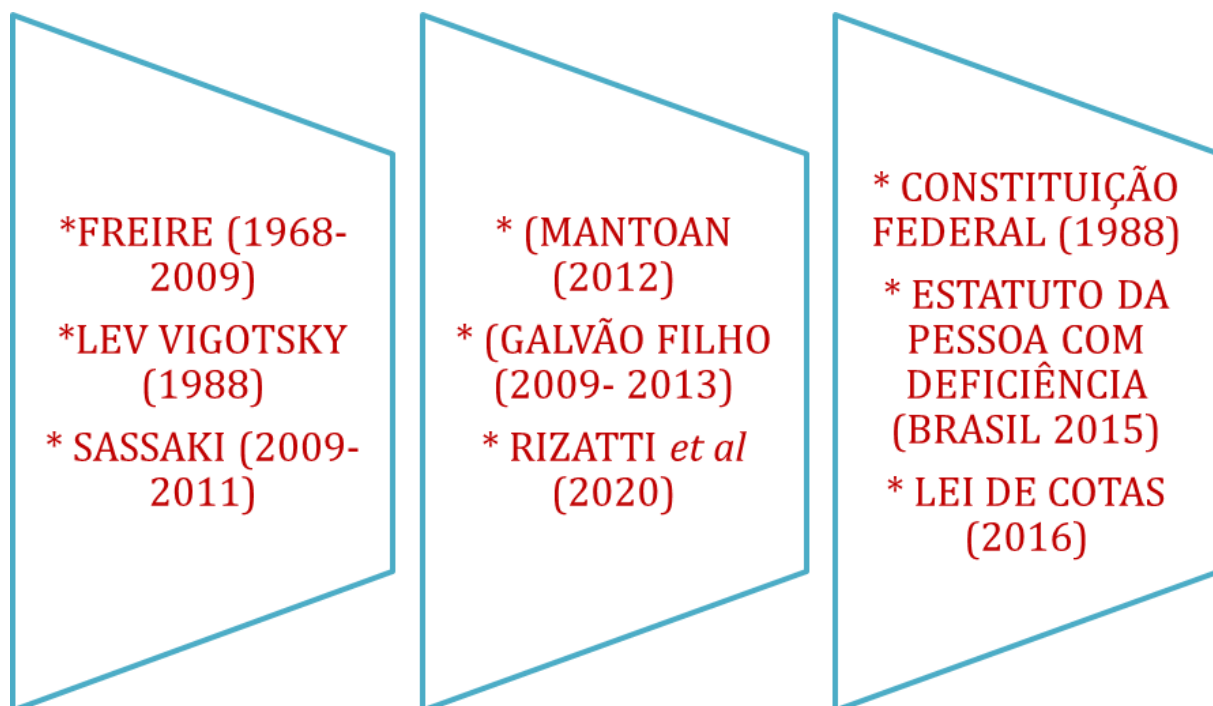 *FREIRE (1968-
2009)
*LEV VIGOTSKY
(1988)
* SASSAKI (2009-
2011)
* (MANTOAN
(2012)
* (GALVÃO FILHO
(2009- 2013)
* RIZATTI et al
(2020)
* CONSTITUIÇÃO
FEDERAL (1988)
* ESTATUTO DA
PESSOA COM
DEFICIÊNCIA
(BRASIL 2015)
* LEI DE COTAS
(2016)